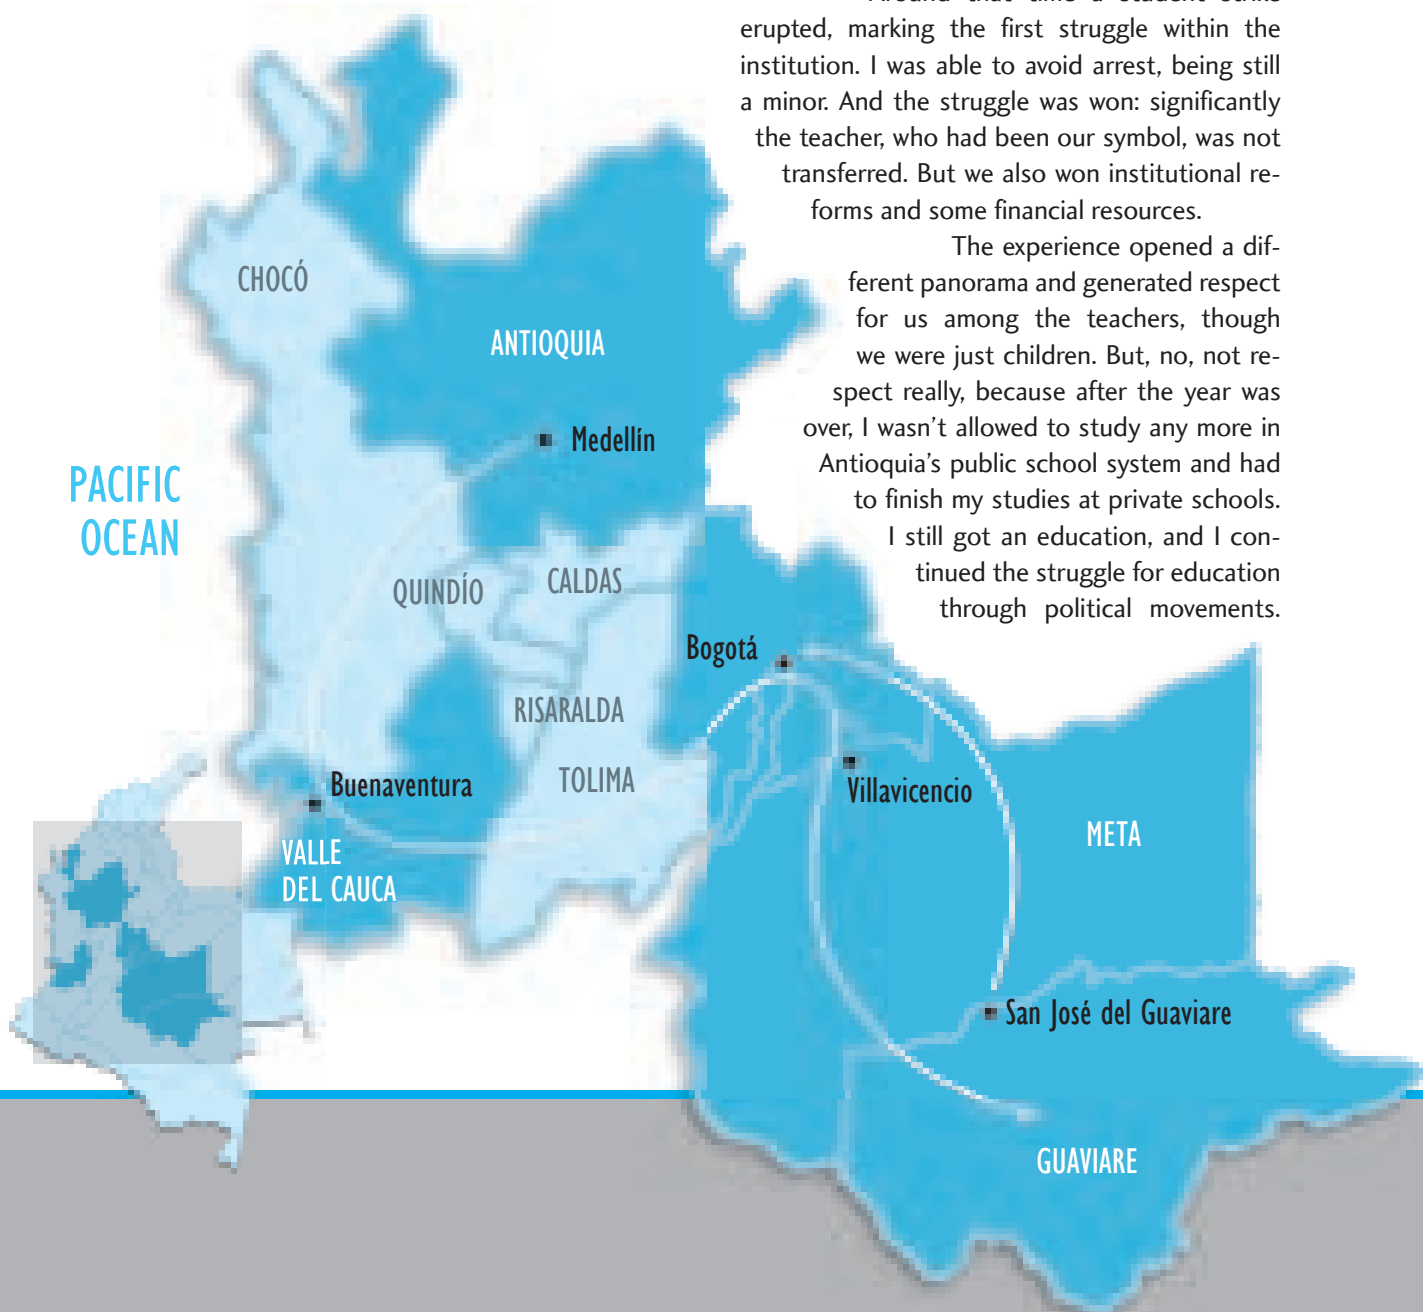 Around that time a student strike
erupted, marking the first struggle within the
institution. I was able to avoid arrest, being still
a minor. And the struggle was won: significantly
the teacher, who had been our symbol, was not
transferred. But we also won institutional re-
forms and some financial resources.
The experience opened a dif-
ferent panorama and generated respect
for us among the teachers, though
we were just children. But, no, not re-
spect really, because after the year was
over, I wasn't allowed to study any more in
Antioquia's public school system and had
to finish my studies at private schools.
I still got an education, and I con-
tinued the struggle for education
through political movements.
CHOCÓ
ANTIOQUIA
Medellín
PACIFIC
OCEAN
QUINDÍO
CALDAS
Bogotá
RISARALDA
TOLIMA
Buenaventura
Villavicencio
VALLE
DEL CAUCA
META
San José del Guaviare
GUAVIARE